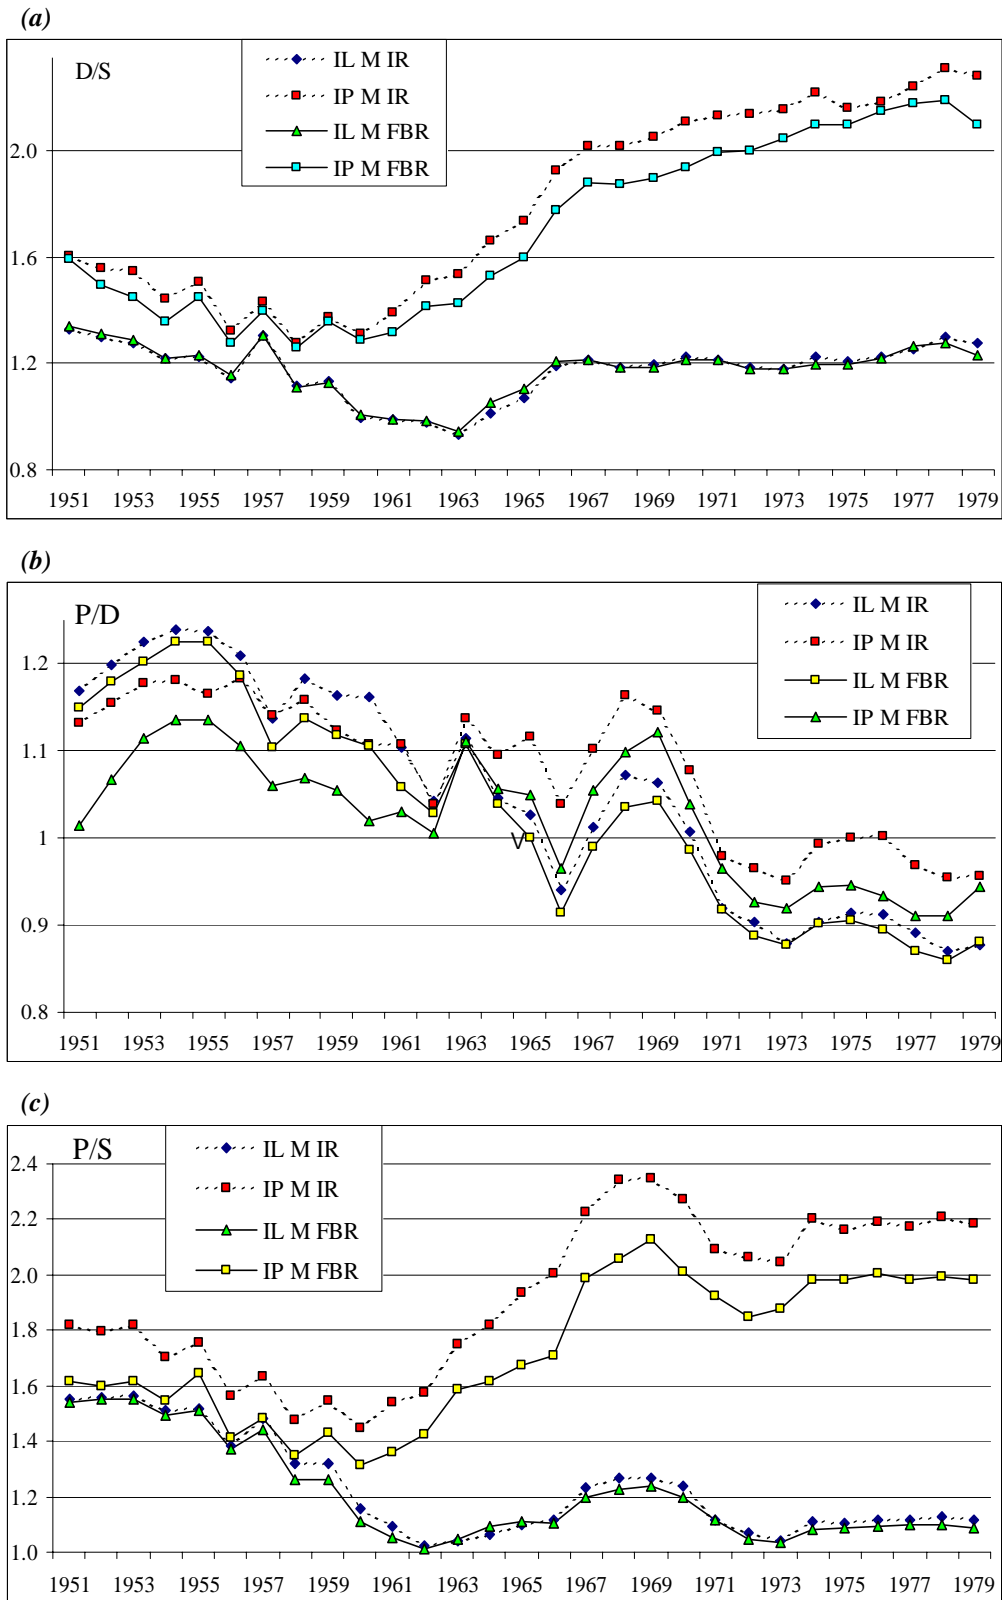 (a)
D/S
IL M IR
IP M IR
IL M FBR
IP M FBR
2.0
1.6
1.2
0.8
1951 1953 1955 1957 1959 1961 1963 1965 1967 1969 1971 1973 1975 1977 1979
(b)
P/D
IL M IR
IP M IR
IL M FBR
IP M FBR
1.2
1.1
1
0.9
0.8
1951 1953 1955 1957 1959 1961 1963 1965 1967 1969 1971 1973 1975 1977 1979
(c)
P/S
IL M IR
IP M IR
IL M FBR
IP M FBR
2.4
2.2
2.0
1.8
1.6
1.4
1.2
1.0
1951 1953 1955 1957 1959 1961 1963 1965 1967 1969 1971 1973 1975 1977 1979